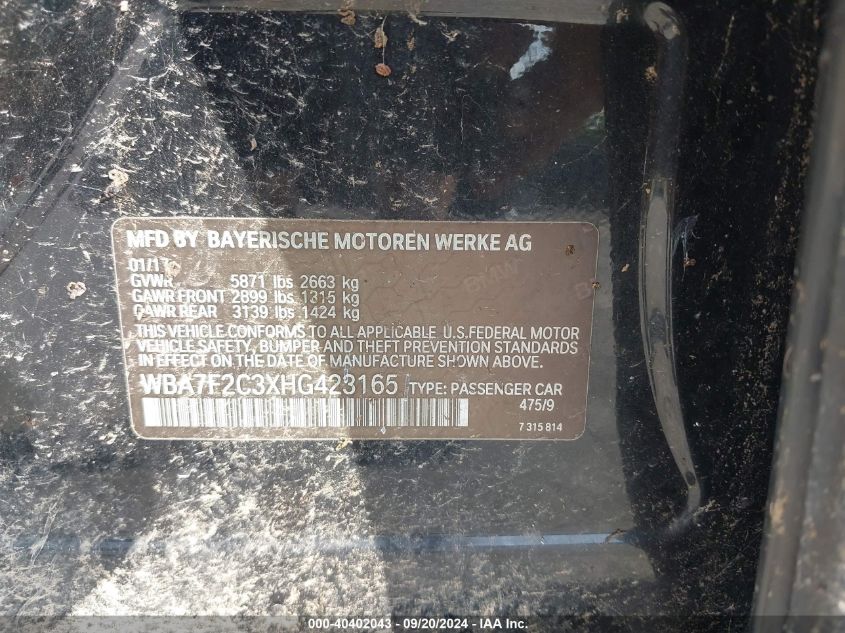 MFD BY BAYERISCHE MOTOREN WERKE AG
GVWR 5871 lbs 2663 kg
GAWR FRONT 2899 lbs 1315 kg
GAWR REAR 3139 lbs 1424 kg
THIS VEHICLE CONFORMS TO ALL APPLICABLE U.S.FEDERAL MOTOR
VEHICLE SAFETY, BUMPER AND THEFT PREVENTION STANDARDS
IN EFFECT ON THE DATE OF MANUFACTURE SHOWN ABOVE.
WBA7F2C3XHG423165 TYPE: PASSENGER CAR
475/9
7 315 814
BMW
000-40402043 - 09/20/2024 - IAA Inc.